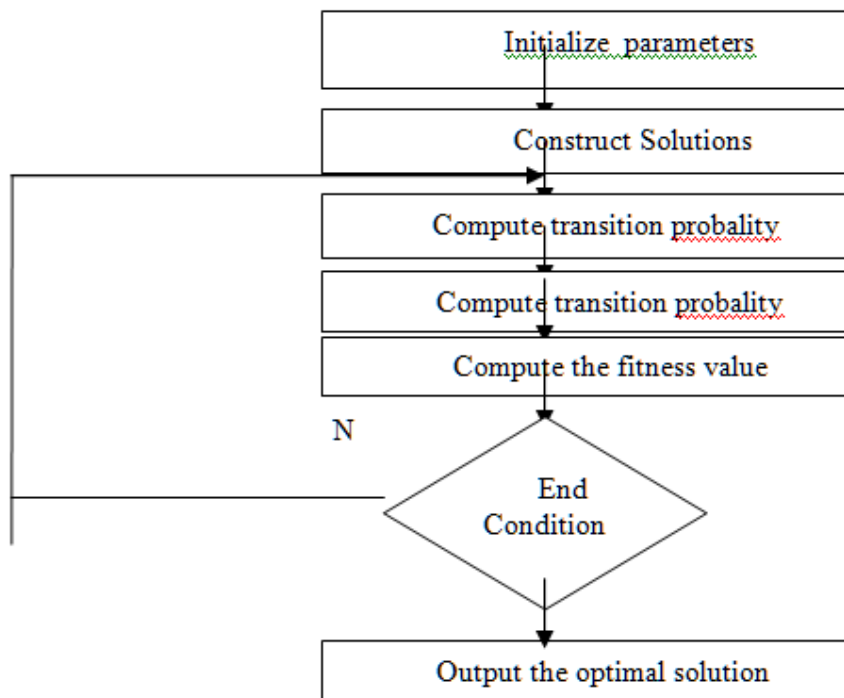 Initialize parameters
Construct Solutions
Compute transition probality
Compute transition probality
Compute the fitness value
N
End
Condition
Output the optimal solution